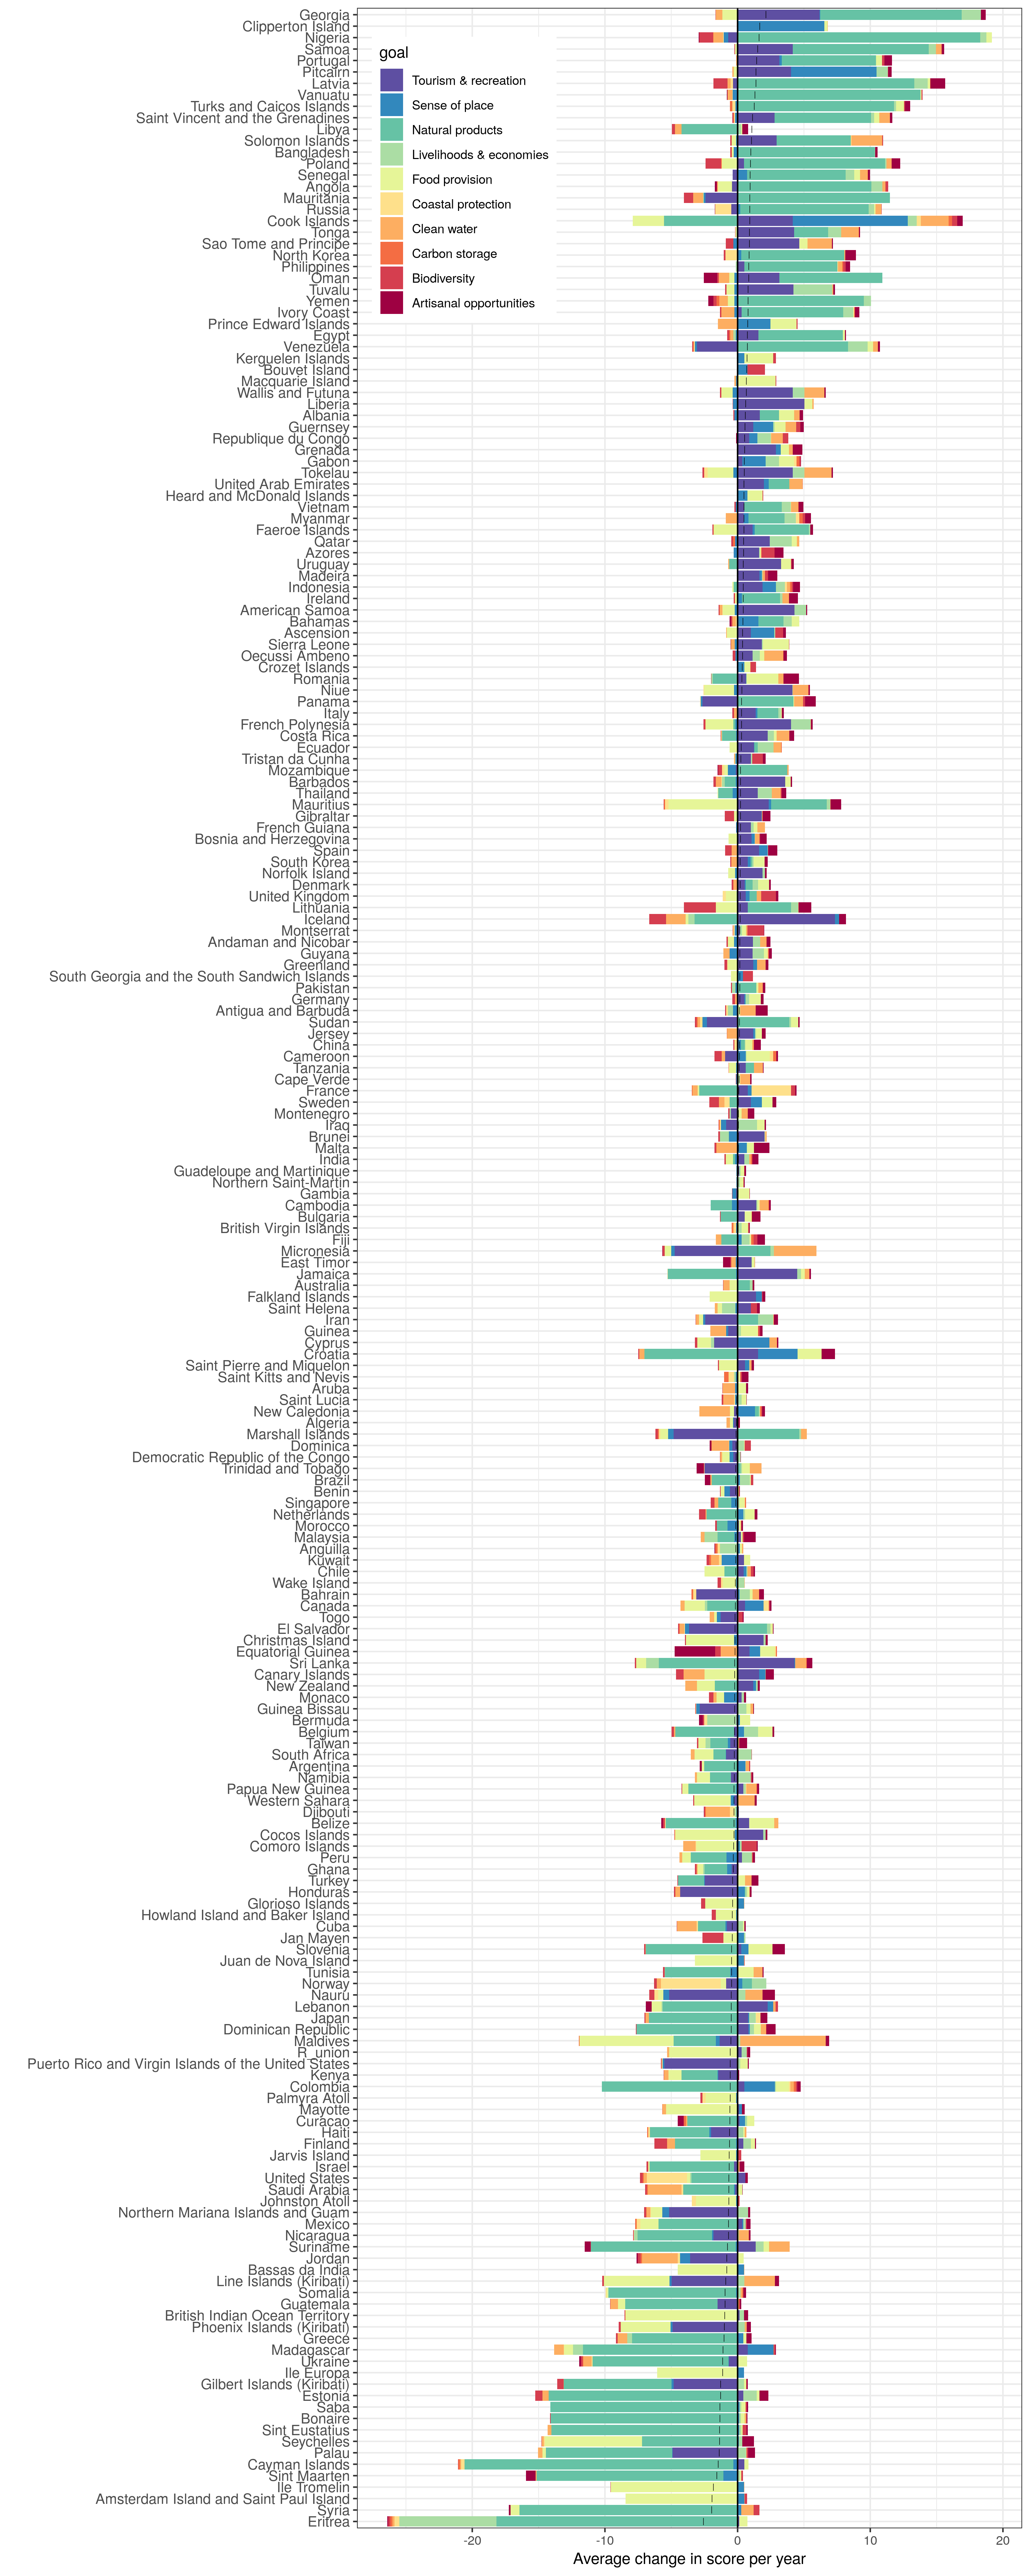 goal
Tourism & recreation
Sense of place
Natural products
Livelihoods & economies
Food provision
Coastal protection
Clean water
Carbon storage
Biodiversity
Artisanal opportunities
Georgia
Clipperton Island
Nigeria
Samoa
Portugal
Pitcairn
Latvia
Vanuatu
Turks and Caicos Islands
Saint Vincent and the Grenadines
Libya
Solomon Islands
Bangladesh
Poland
Senegal
Angola
Mauritania
Russia
Cook Islands
Tonga
Sao Tome and Principe
North Korea
Philippines
Oman
Tuvalu
Yemen
Ivory Coast
Prince Edward Islands
Egypt
Venezuela
Kerguelen Islands
Bouvet Island
Macquarie Island
Wallis and Futuna
Liberia
Albania
Guernsey
Republique du Congo
Grenada
Gabon
Tokelau
United Arab Emirates
Heard and McDonald Islands
Vietnam
Myanmar
Faeroe Islands
Qatar
Azores
Uruguay
Madeira
Indonesia
Ireland
American Samoa
Bahamas
Ascension
Sierra Leone
Oecussi Ambeno
Crozet Islands
Romania
Niue
Panama
Italy
French Polynesia
Costa Rica
Ecuador
Tristan da Cunha
Mozambique
Barbados
Thailand
Mauritius
Gibraltar
French Guiana
Bosnia and Herzegovina
Spain
South Korea
Norfolk Island
Denmark
United Kingdom
Lithuania
Iceland
Montserrat
Andaman and Nicobar
Guyana
Greenland
South Georgia and the South Sandwich Islands
Pakistan
Germany
Antigua and Barbuda
Sudan
Jersey
China
Cameroon
Tanzania
Cape Verde
France
Sweden
Montenegro
Iraq
Brunei
Malta
India
Guadeloupe and Martinique
Northern Saint-Martin
Gambia
Cambodia
Bulgaria
British Virgin Islands
Fiji
Micronesia
East Timor
Jamaica
Australia
Falkland Islands
Saint Helena
Iran
Guinea
Cyprus
Croatia
Saint Pierre and Miquelon
Saint Kitts and Nevis
Aruba
Saint Lucia
New Caledonia
Algeria
Marshall Islands
Dominica
Democratic Republic of the Congo
Trinidad and Tobago
Brazil
Benin
Singapore
Netherlands
Morocco
Malaysia
Anguilla
Kuwait
Chile
Wake Island
Bahrain
Canada
Togo
El Salvador
Christmas Island
Equatorial Guinea
Sri Lanka
Canary Islands
New Zealand
Monaco
Guinea Bissau
Bermuda
Belgium
Taiwan
South Africa
Argentina
Namibia
Papua New Guinea
Western Sahara
Djibouti
Belize
Cocos Islands
Comoro Islands
Peru
Ghana
Turkey
Honduras
Glorioso Islands
Howland Island and Baker Island
Cuba
Jan Mayen
Slovenia
Juan de Nova Island
Tunisia
Norway
Nauru
Lebanon
Japan
Dominican Republic
Maldives
R union
Puerto Rico and Virgin Islands of the United States
Kenya
Colombia
Palmyra Atoll
Mayotte
Curacao
Haiti
Finland
Jarvis Island
Israel
United States
Saudi Arabia
Johnston Atoll
Northern Mariana Islands and Guam
Mexico
Nicaragua
Suriname
Jordan
Bassas da India
Line Islands (Kiribati)
Somalia
Guatemala
British Indian Ocean Territory
Phoenix Islands (Kiribati)
Greece
Madagascar
Ukraine
Ile Europa
Gilbert Islands (Kiribati)
Estonia
Saba
Bonaire
Sint Eustatius
Seychelles
Palau
Cayman Islands
Sint Maarten
Ile Tromelin
Amsterdam Island and Saint Paul Island
Syria
Eritrea
-20 -10 0 10 20
Average change in score per year